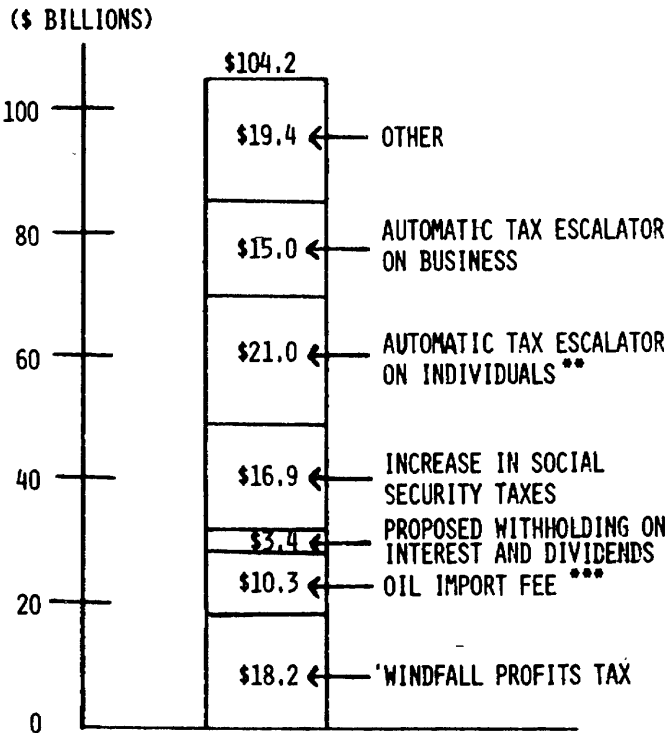 ($ BILLIONS)
$104.2
100
$19.4
OTHER
80
$15.0
AUTOMATIC TAX ESCALATOR
ON BUSINESS
60
$21.0
AUTOMATIC TAX ESCALATOR
ON INDIVIDUALS **
40
$16.9
INCREASE IN SOCIAL
SECURITY TAXES
$3.4
PROPOSED WITHHOLDING ON
INTEREST AND DIVIDENDS
20
$10.3
OIL IMPORT FEE ***
$18.2
'WINDFALL PROFITS TAX
0